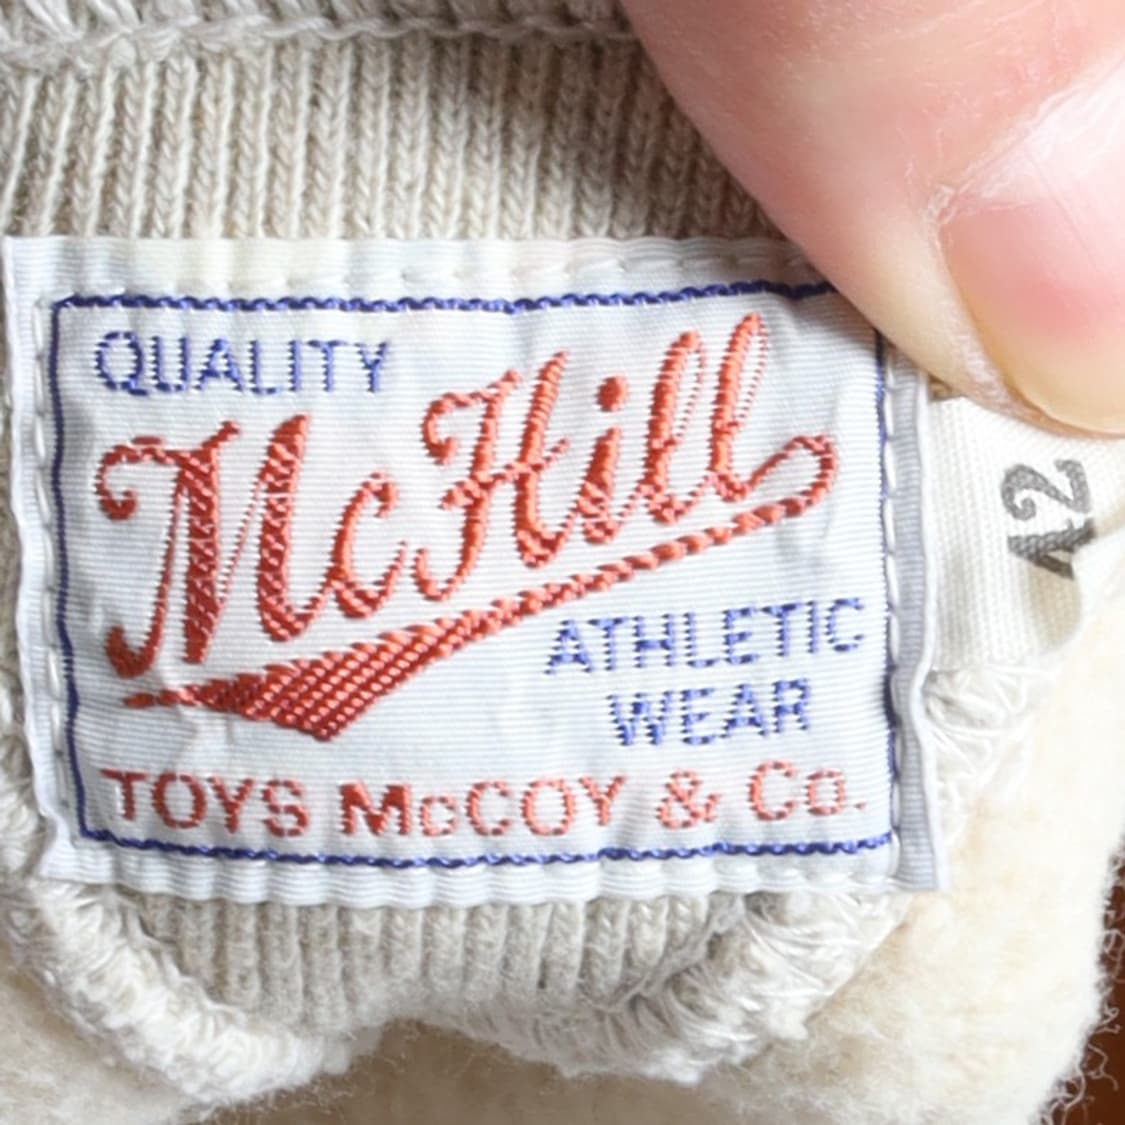 QUALITY
McHill
ATHLETIC
WEAR
TOYS McCOY & Co.
42